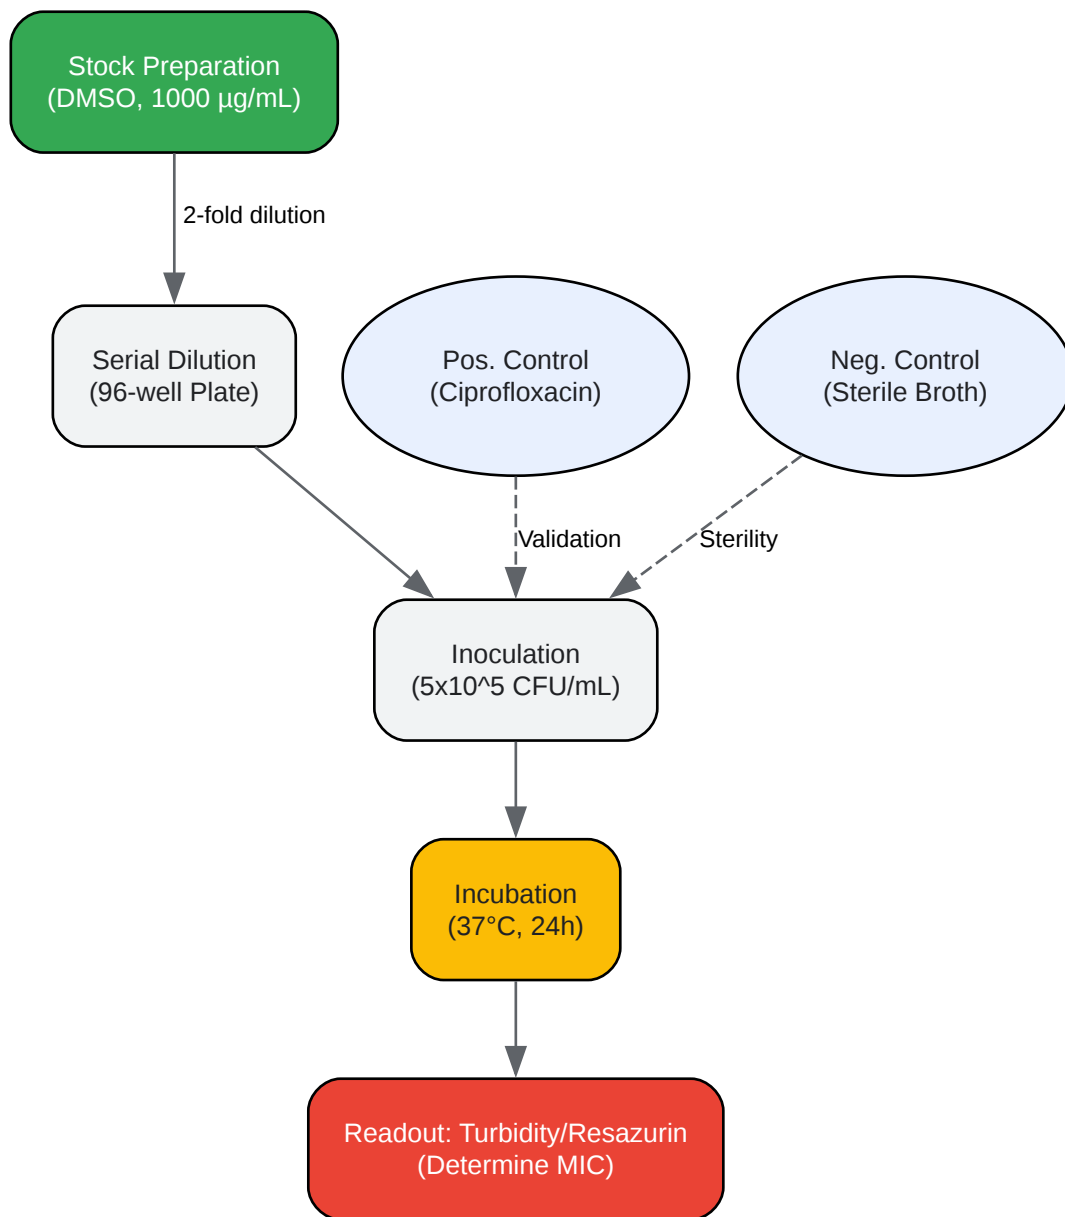 Stock Preparation
(DMSO, 1000 µg/mL)
2-fold dilution
Serial Dilution
(96-well Plate)
Pos. Control
(Ciprofloxacin)
Neg. Control
(Sterile Broth)
Validation
Sterility
Inoculation
(5x10^5 CFU/mL)
Incubation
(37°C, 24h)
Readout: Turbidity/Resazurin
(Determine MIC)